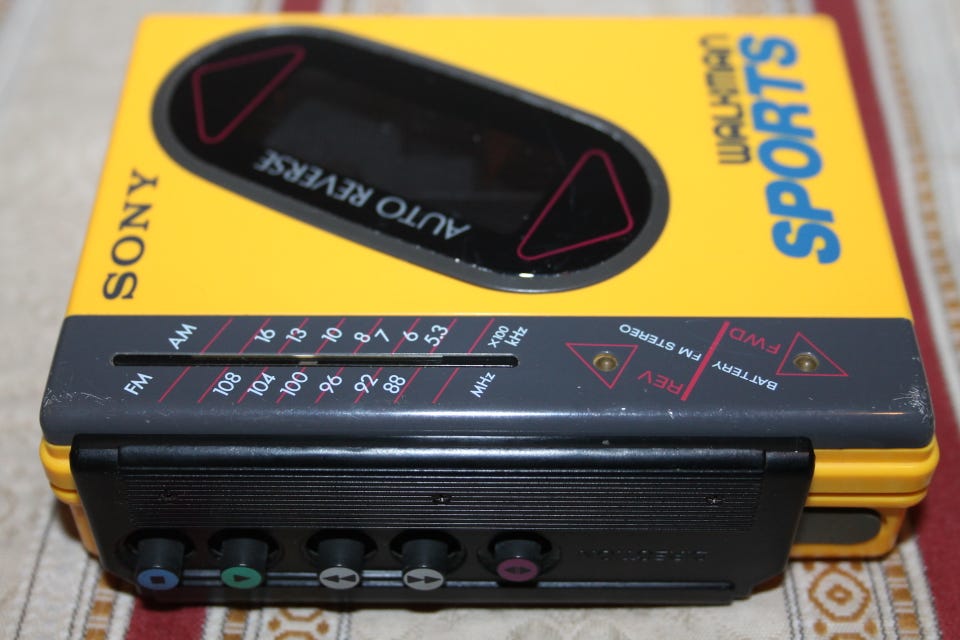 SONY
WALKMAN
SPORTS
AUTO REVERSE
AM 16 13 10 8 7 6 5.3 x100 kHz
FM 108 104 100 96 92 88 MHz
REV
FM STEREO
BATTERY
FWD
DIRECTION